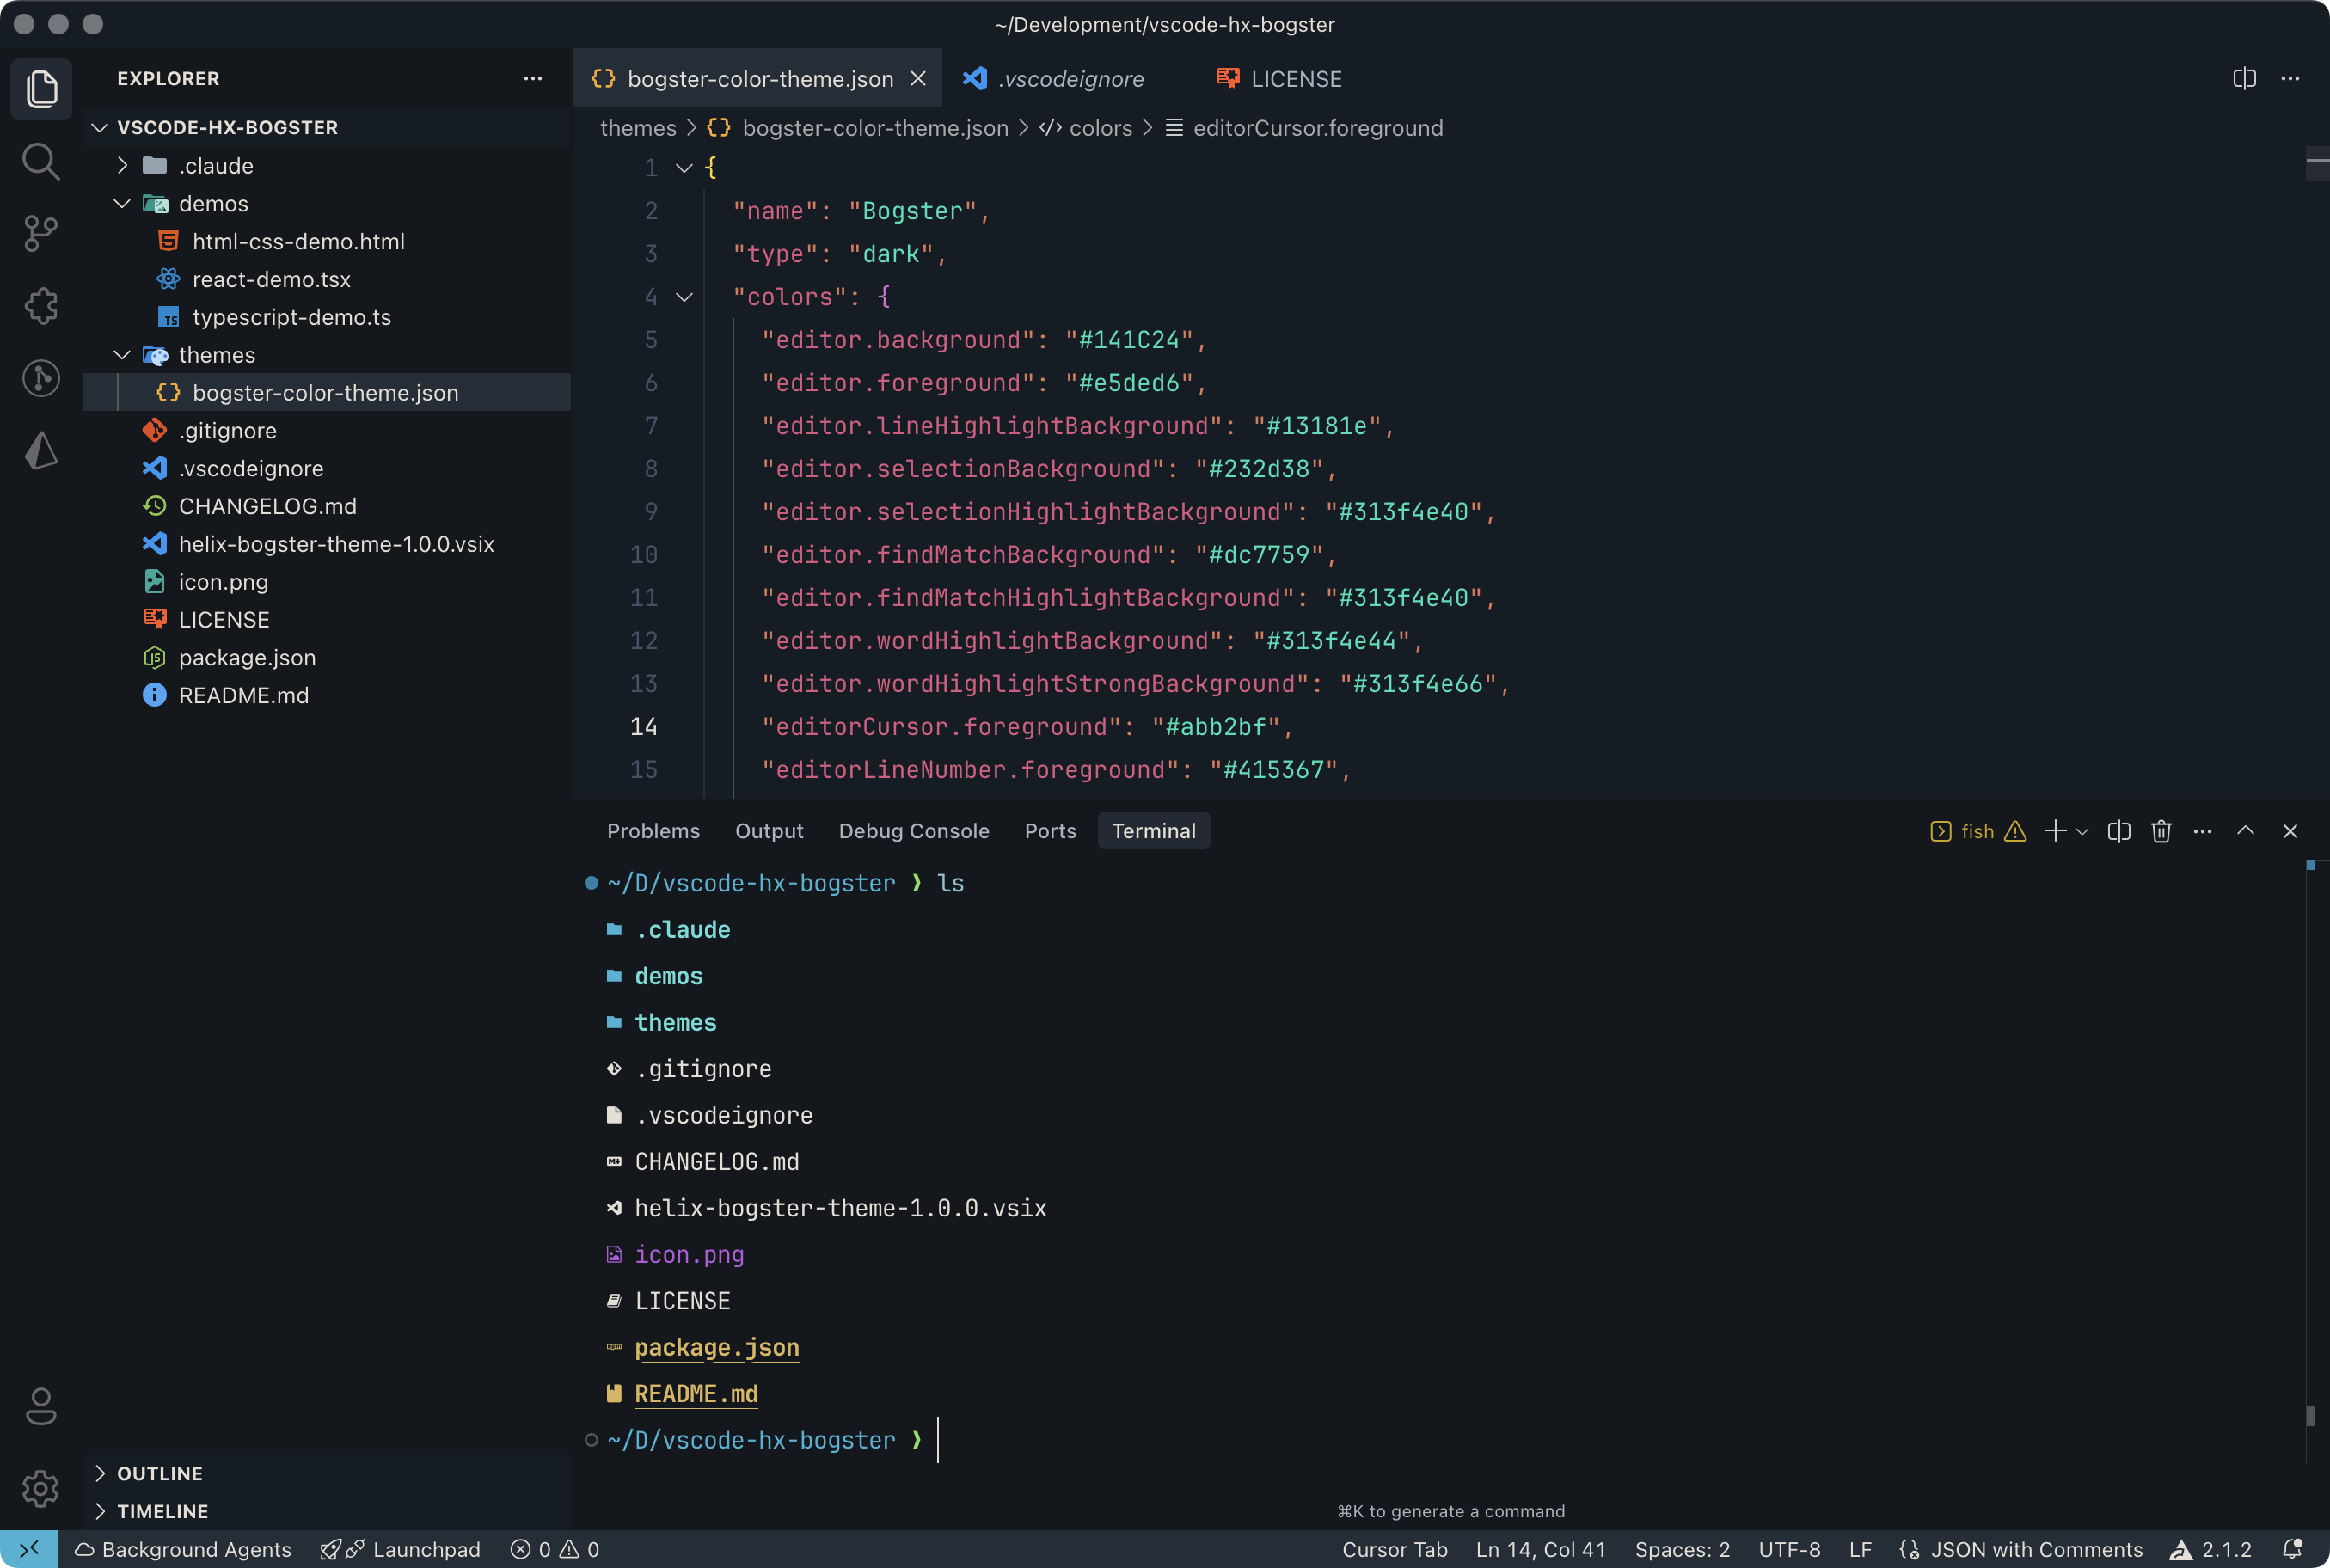 ~/Development/vscode-hx-bogster
EXPLORER
VSCODE-HX-BOGSTER
.claude
demos
html-css-demo.html
react-demo.tsx
typescript-demo.ts
themes
bogster-color-theme.json
.gitignore
.vscodeignore
CHANGELOG.md
helix-bogster-theme-1.0.0.vsix
icon.png
LICENSE
package.json
README.md
OUTLINE
TIMELINE
bogster-color-theme.json .vscodeignore LICENSE
themes > {} bogster-color-theme.json > </> colors > editorCursor.foreground
1 {
2 "name": "Bogster",
3 "type": "dark",
4 "colors": {
5 "editor.background": "#141C24",
6 "editor.foreground": "#e5ded6",
7 "editor.lineHighlightBackground": "#13181e",
8 "editor.selectionBackground": "#232d38",
9 "editor.selectionHighlightBackground": "#313f4e40",
10 "editor.findMatchBackground": "#dc7759",
11 "editor.findMatchHighlightBackground": "#313f4e40",
12 "editor.wordHighlightBackground": "#313f4e44",
13 "editor.wordHighlightStrongBackground": "#313f4e66",
14 "editorCursor.foreground": "#abb2bf",
15 "editorLineNumber.foreground": "#415367",
Problems Output Debug Console Ports Terminal fish
~/D/vscode-hx-bogster ❯ ls
.claude
demos
themes
.gitignore
.vscodeignore
CHANGELOG.md
helix-bogster-theme-1.0.0.vsix
icon.png
LICENSE
package.json
README.md
~/D/vscode-hx-bogster ❯
⌘K to generate a command
Background Agents Launchpad 0 0 Cursor Tab Ln 14, Col 41 Spaces: 2 UTF-8 LF JSON with Comments 2.1.2